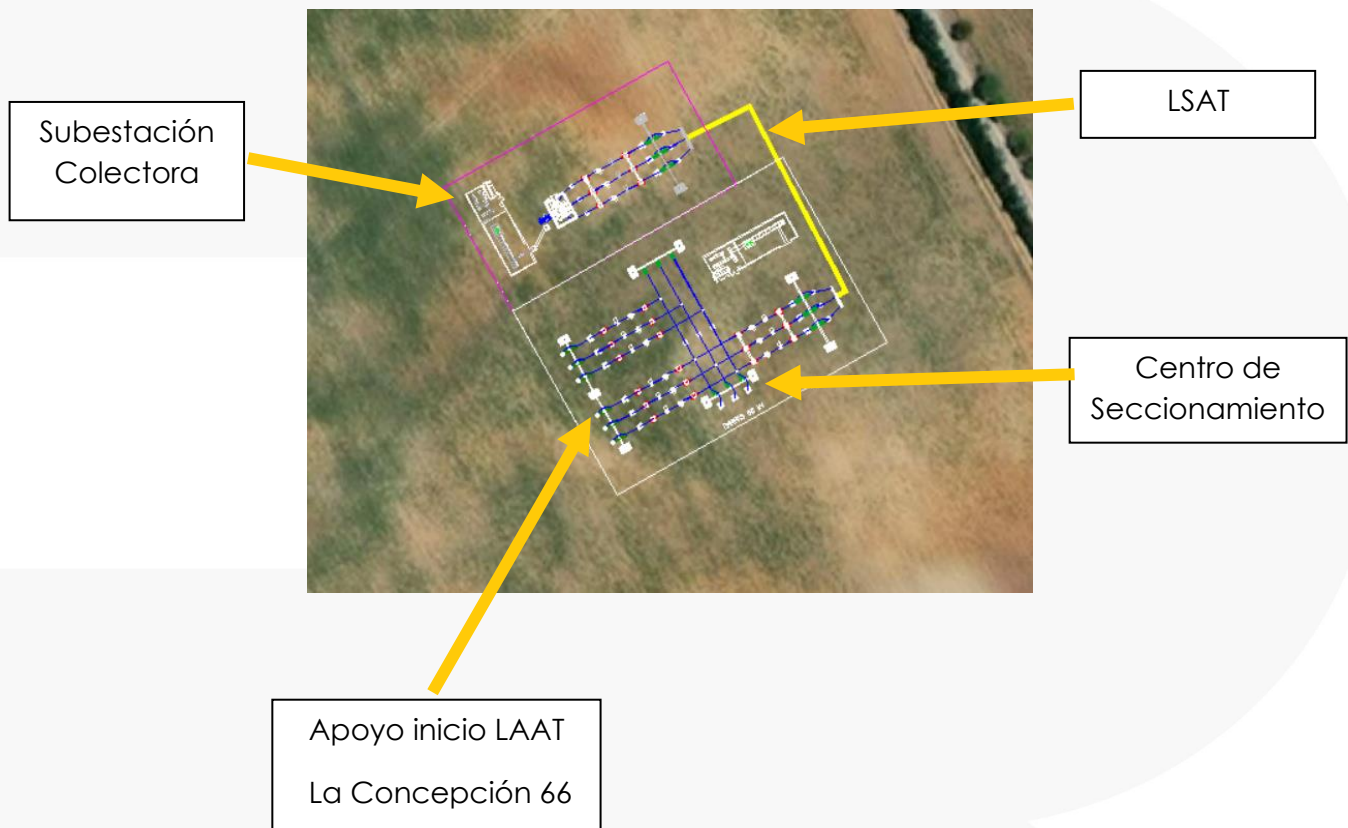 Subestación
Colectora
LSAT
Centro de
Seccionamiento
Apoyo inicio LAAT
La Concepción 66